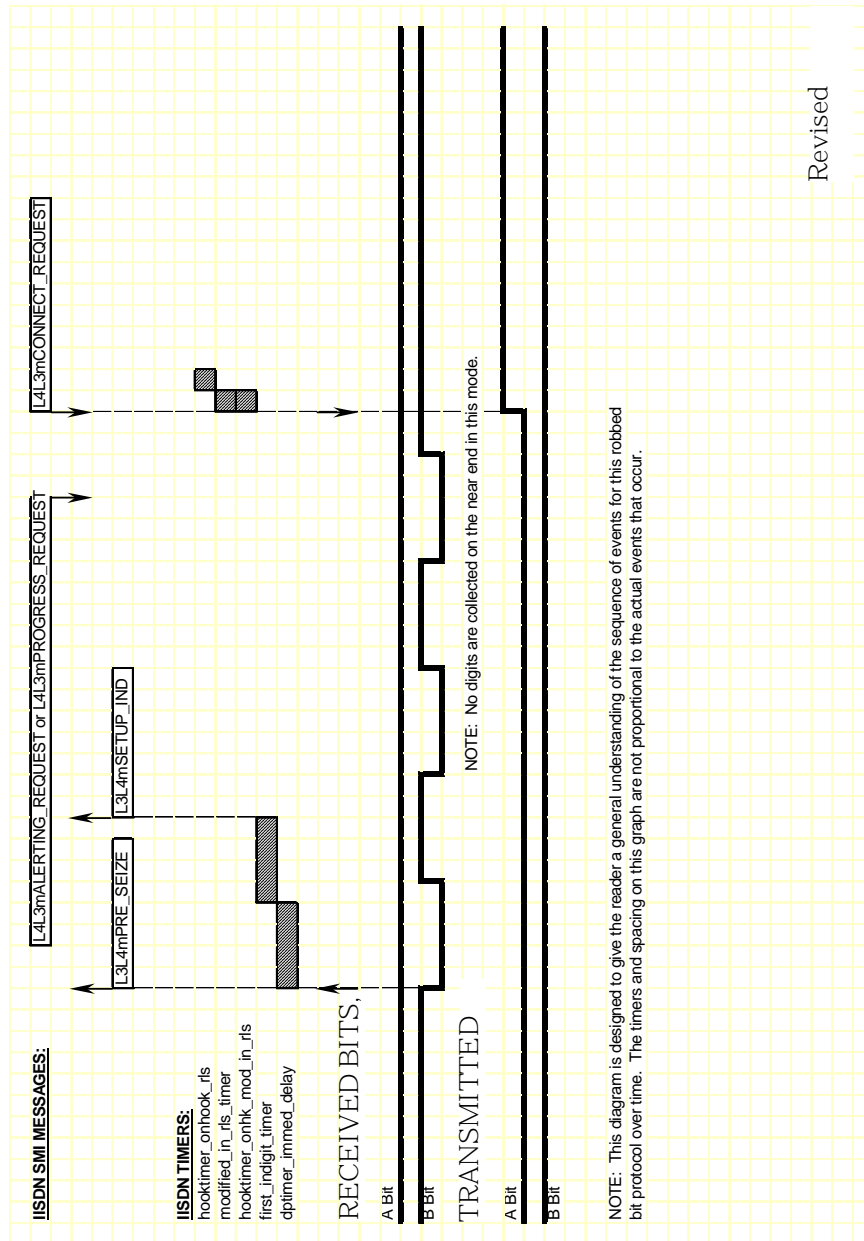 IISDN SMI MESSAGES:
L4L3mALERTING_REQUEST or L4L3mPROGRESS_REQUEST
L4L3mCONNECT_REQUEST
L3L4mPRE_SEIZE
L3L4mSETUP_IND
IISDN TIMERS:
hooktimer_onhook_rls
modified_in_rls_timer
hooktimer_onhk_mod_in_rls
first_indigit_timer
dptimer_immed_delay
RECEIVED BITS,
A Bit
B Bit
NOTE: No digits are collected on the near end in this mode.
TRANSMITTED
A Bit
B Bit
NOTE: This diagram is designed to give the reader a general understanding of the sequence of events for this robbed
bit protocol over time. The timers and spacing on this graph are not proportional to the actual events that occur.
Revised